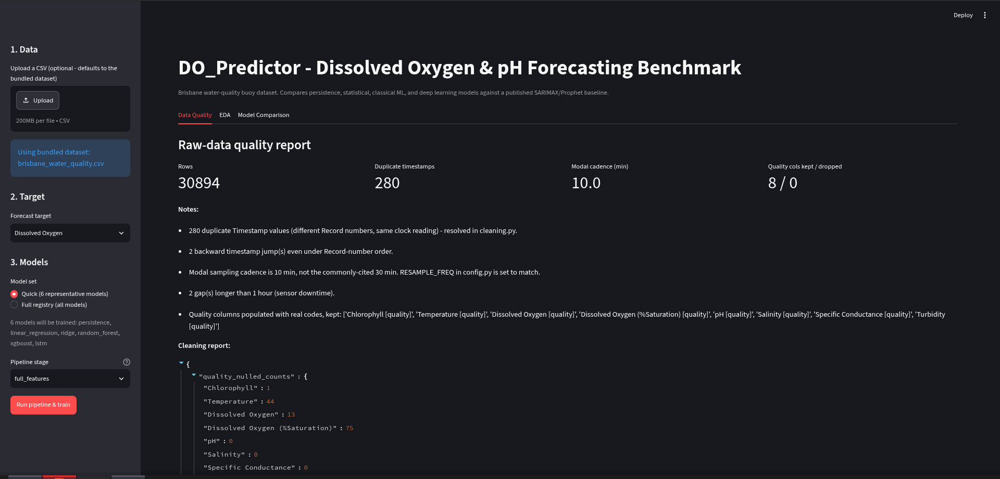 Deploy
1. Data
Upload a CSV (optional - defaults to the
bundled dataset)
Upload
200MB per file • CSV
Using bundled dataset:
brisbane_water_quality.csv
2. Target
Forecast target
Dissolved Oxygen
3. Models
Model set
Quick (6 representative models)
Full registry (all models)
6 models will be trained: persistence,
linear_regression, ridge, random_forest,
xgboost, lstm
Pipeline stage
full_features
Run pipeline & train
DO_Predictor - Dissolved Oxygen & pH Forecasting Benchmark
Brisbane water-quality buoy dataset. Compares persistence, statistical, classical ML, and deep learning models against a published SARIMAX/Prophet baseline.
Data Quality EDA Model Comparison
Raw-data quality report
Rows Duplicate timestamps Modal cadence (min) Quality cols kept / dropped
30894 280 10.0 8 / 0
Notes:
• 280 duplicate Timestamp values (different Record numbers, same clock reading) - resolved in cleaning.py.
• 2 backward timestamp jump(s) even under Record-number order.
• Modal sampling cadence is 10 min, not the commonly-cited 30 min. RESAMPLE_FREQ in config.py is set to match.
• 2 gap(s) longer than 1 hour (sensor downtime).
• Quality columns populated with real codes, kept: ['Chlorophyll [quality]', 'Temperature [quality]', 'Dissolved Oxygen [quality]', 'Dissolved Oxygen (%Saturation) [quality]', 'pH [quality]', 'Salinity [quality]', 'Specific Conductance [quality]', 'Turbidity
[quality]']
Cleaning report:
{
"quality_nulled_counts" : {
"Chlorophyll" : 1
"Temperature" : 44
"Dissolved Oxygen" : 13
"Dissolved Oxygen (%Saturation)" : 75
"pH" : 0
"Salinity" : 0
"Specific Conductance" : 0